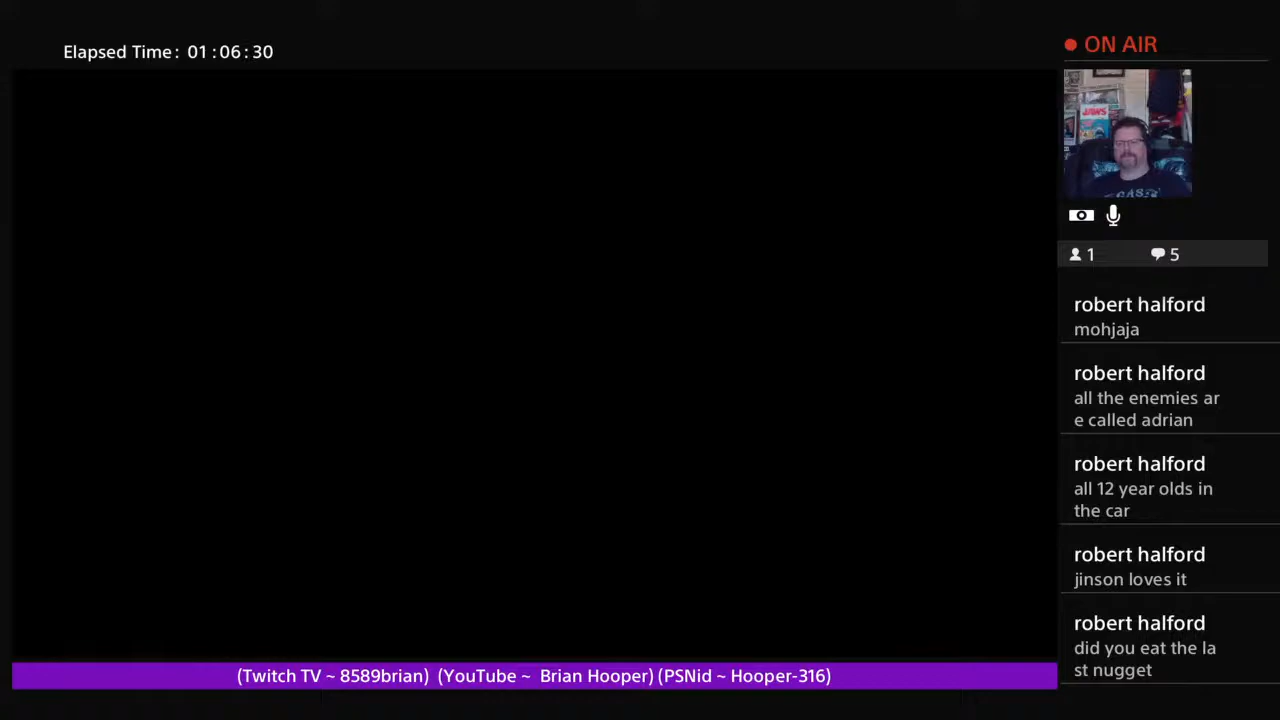 Elapsed Time: 01:06:30
ON AIR
JAWS
1
5
robert halford
mohjaja
robert halford
all the enemies ar
e called adrian
robert halford
all 12 year olds in
the car
robert halford
jinson loves it
robert halford
did you eat the la
st nugget
(Twitch TV ~ 8589brian) (YouTube ~ Brian Hooper) (PSNid ~ Hooper-316)